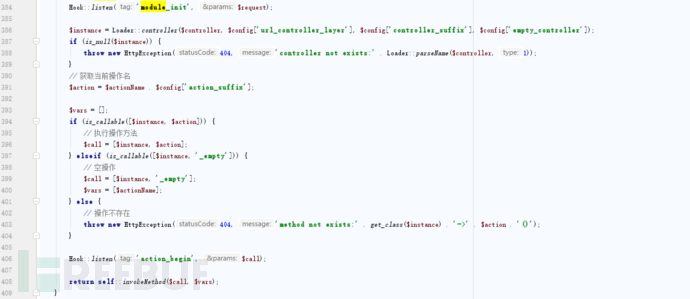 384 Hook::listen( tag: 'module_init', &params: $request);
385
386 $instance = Loader::controller($controller, $config['url_controller_layer'], $config['controller_suffix'], $config['empty_controller']);
387 if (is_null($instance)) {
388 throw new HttpException( statusCode: 404, message: 'controller not exists:' . Loader::parseName($controller, type: 1));
389 }
390 // 获取当前操作名
391 $action = $actionName . $config['action_suffix'];
392
393 $vars = [];
394 if (is_callable([$instance, $action])) {
395 // 执行操作方法
396 $call = [$instance, $action];
397 } elseif (is_callable([$instance, '_empty'])) {
398 // 空操作
399 $call = [$instance, '_empty'];
400 $vars = [$actionName];
401 } else {
402 // 操作不存在
403 throw new HttpException( statusCode: 404, message: 'method not exists:' . get_class($instance) . '->' . $action . '()');
404 }
405
406 Hook::listen( tag: 'action_begin', &params: $call);
407
408 return self::invokeMethod($call, $vars);
409 }
REEBUF